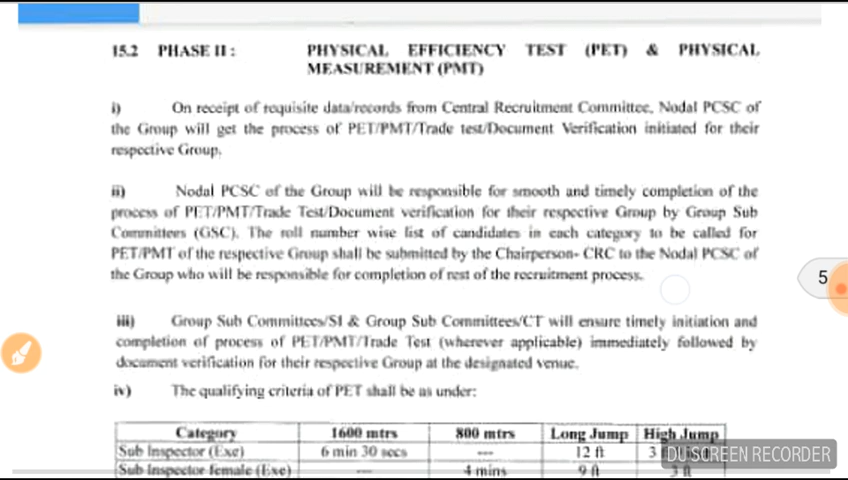 15.2 PHASE II : PHYSICAL EFFICIENCY TEST (PET) & PHYSICAL
MEASUREMENT (PMT)
i) On receipt of requisite data/records from Central Recruitment Committee, Nodal PCSC of
the Group will get the process of PET/PMT/Trade test/Document Verification initiated for their
respective Group.
ii) Nodal PCSC of the Group will be responsible for smooth and timely completion of the
process of PET/PMT/Trade Test/Document verification for their respective Group by Group Sub
Committees (GSC). The roll number wise list of candidates in each category to be called for
PET/PMT of the respective Group shall be submitted by the Chairperson- CRC to the Nodal PCSC of
the Group who will be responsible for completion of rest of the recruitment process.
5
iii) Group Sub Committees/SI & Group Sub Committees/CT will ensure timely initiation and
completion of process of PET/PMT/Trade Test (wherever applicable) immediately followed by
document verification for their respective Group at the designated venue.
iv) The qualifying criteria of PET shall be as under:
Category 1600 mtrs 800 mtrs Long Jump High Jump
Sub Inspector (Exe) 6 min 30 secs --- 12 ft 3
Sub Inspector female (Exe) --- 4 mins 9 ft 3 ft
DU SCREEN RECORDER